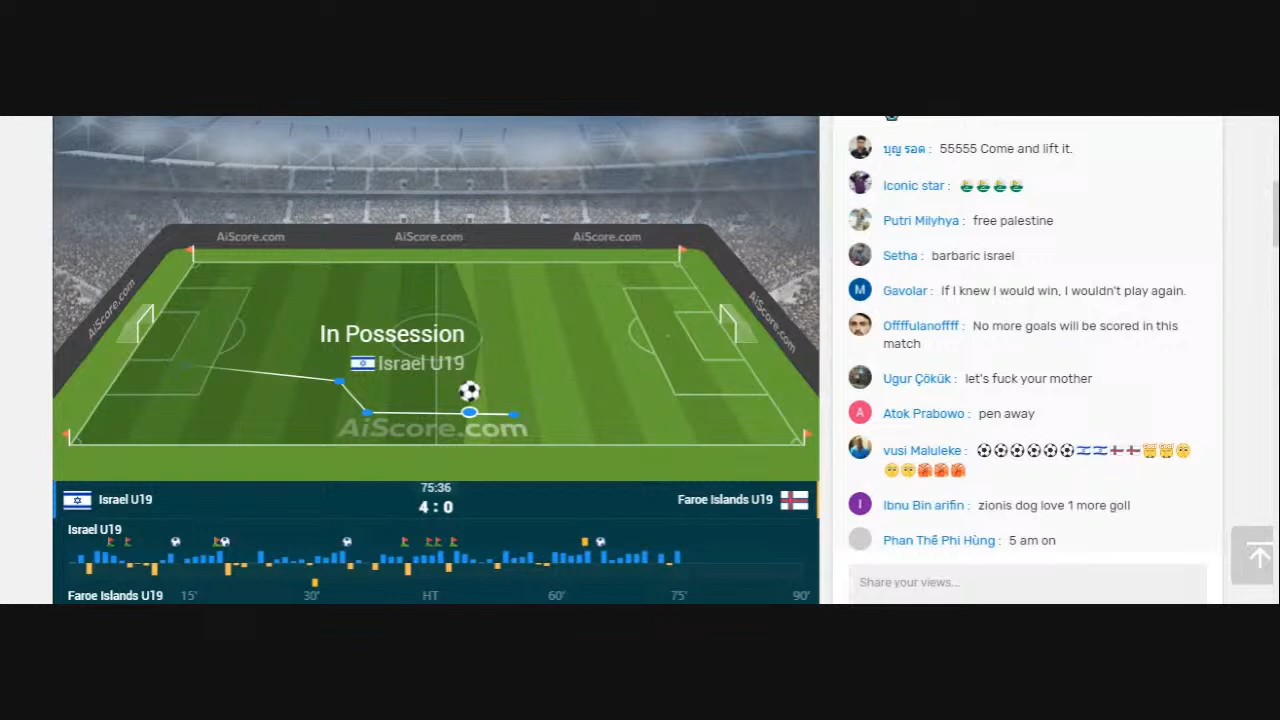 AiScore.com AiScore.com AiScore.com
AiScore.com
AiScore.com
In Possession
Israel U19
AiScore.com
75:36
Israel U19
4 : 0
Faroe Islands U19
Israel U19
Faroe Islands U19 15' 30' HT 60' 75' 90'
บุญ รอด : 55555 Come and lift it.
Iconic star :
Putri Milyhya : free palestine
Setha : barbaric israel
M
Gavolar : If I knew I would win, I wouldn't play again.
Offffulanoffff : No more goals will be scored in this
match
Ugur Çökük : let's fuck your mother
A
Atok Prabowo : pen away
vusi Maluleke :
I
Ibnu Bin arifin : zionis dog love 1 more goll
Phan Thế Phi Hùng : 5 am on
Share your views...